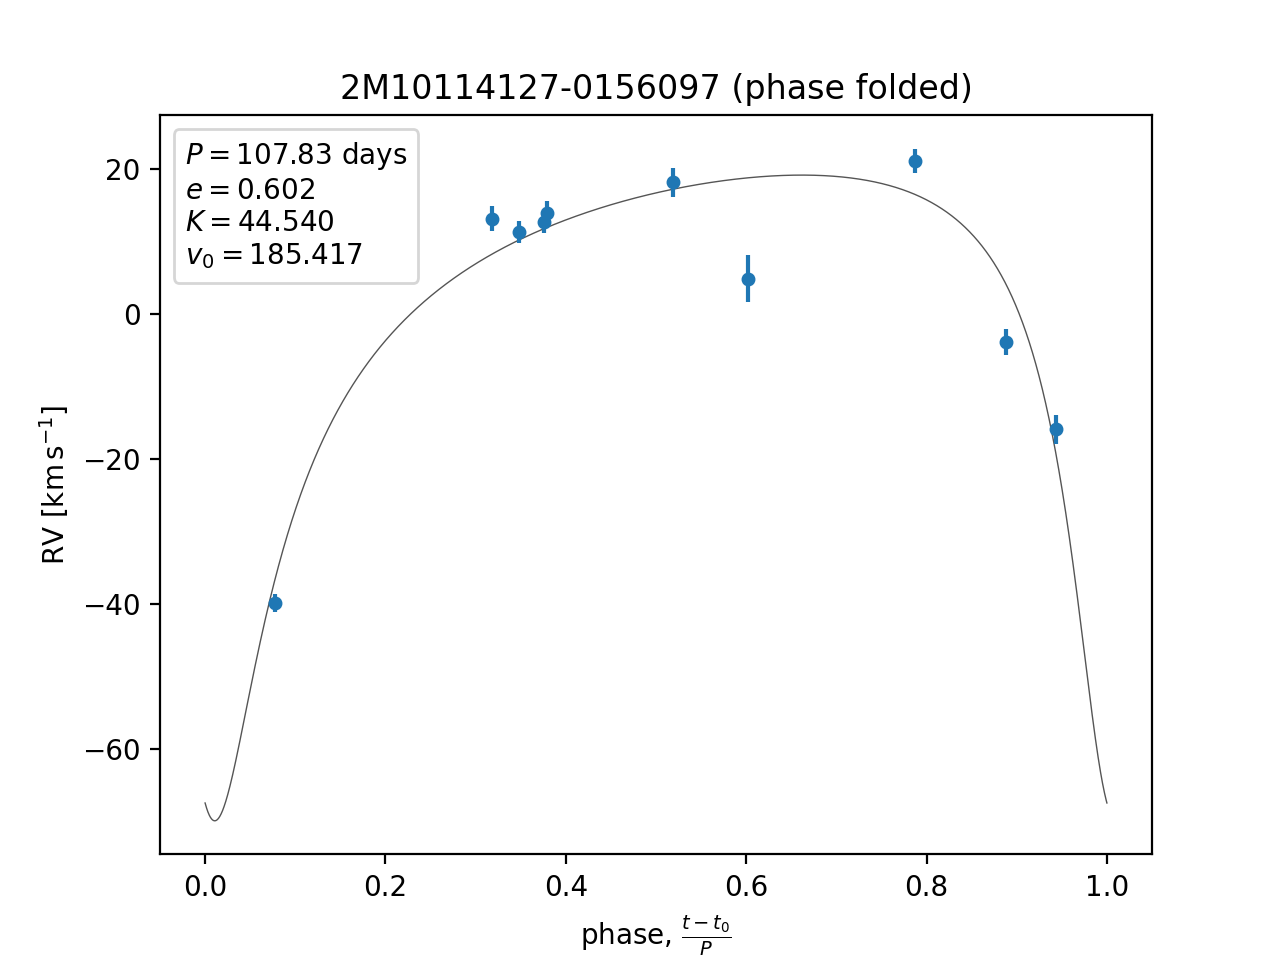 2M10114127-0156097 (phase folded)
P = 107.83 days
e = 0.602
K = 44.540
v₀ = 185.417
RV [km s⁻¹]
20
0
−20
−40
−60
0.0 0.2 0.4 0.6 0.8 1.0
phase, (t − t₀)/P